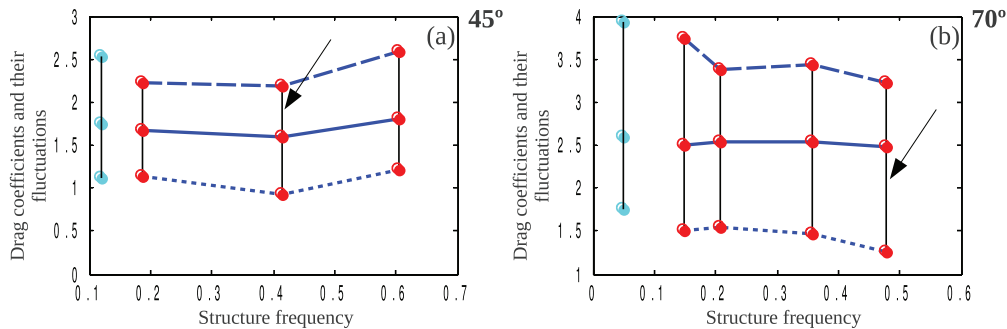 45º
(a)
3
2.5
2
1.5
1
0.5
0
0.1 0.2 0.3 0.4 0.5 0.6 0.7
Structure frequency
Drag coefficients and their
fluctuations
70º
(b)
4
3.5
3
2.5
2
1.5
1
0 0.1 0.2 0.3 0.4 0.5 0.6
Structure frequency
Drag coefficients and their
fluctuations